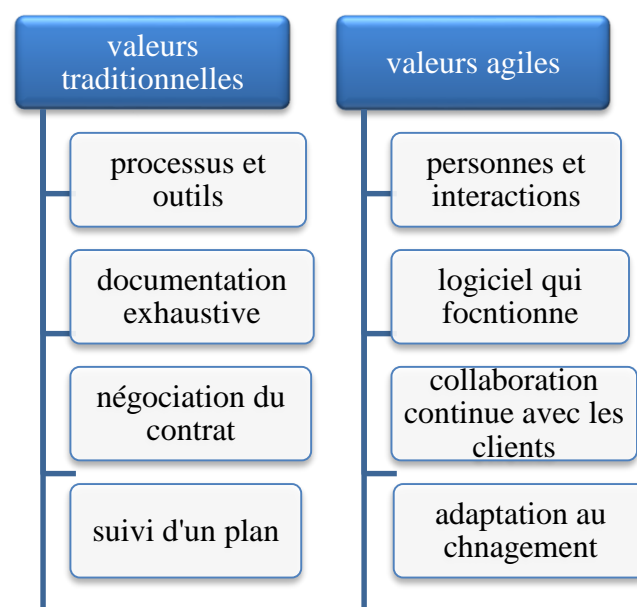 valeurs
traditionnelles
processus et
outils
documentation
exhaustive
négociation du
contrat
suivi d'un plan
valeurs agiles
personnes et
interactions
logiciel qui
focntionne
collaboration
continue avec les
clients
adaptation au
chnagement